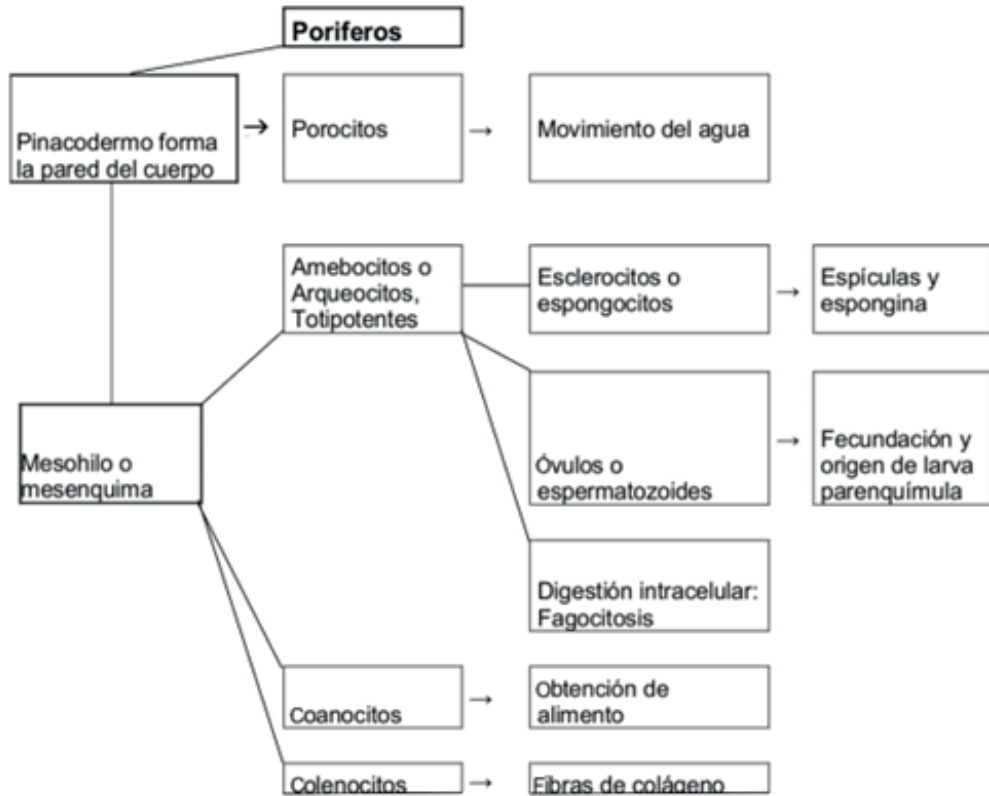 Poriferos
Pinacodermo forma
la pared del cuerpo
→
Porocitos
→
Movimiento del agua
Amebocitos o
Arqueocitos,
Totipotentes
Esclerocitos o
espongocitos
→
Espículas y
espongina
Mesohilo o
mesenquima
Óvulos o
espermatozoides
→
Fecundación y
origen de larva
parenquímula
Digestión intracelular:
Fagocitosis
Coanocitos
→
Obtención de
alimento
Colenocitos
→
Fibras de colágeno